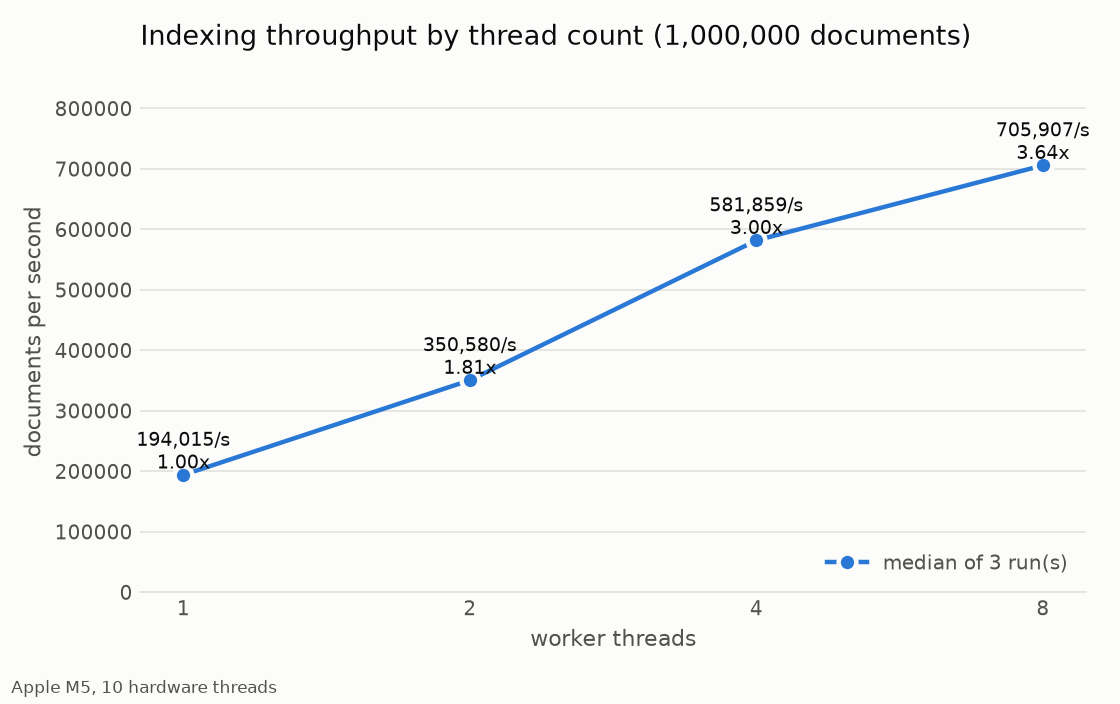 Indexing throughput by thread count (1,000,000 documents)
documents per second
800000
700000
600000
500000
400000
300000
200000
100000
0
194,015/s
1.00x
350,580/s
1.81x
581,859/s
3.00x
705,907/s
3.64x
median of 3 run(s)
1
2
4
8
worker threads
Apple M5, 10 hardware threads